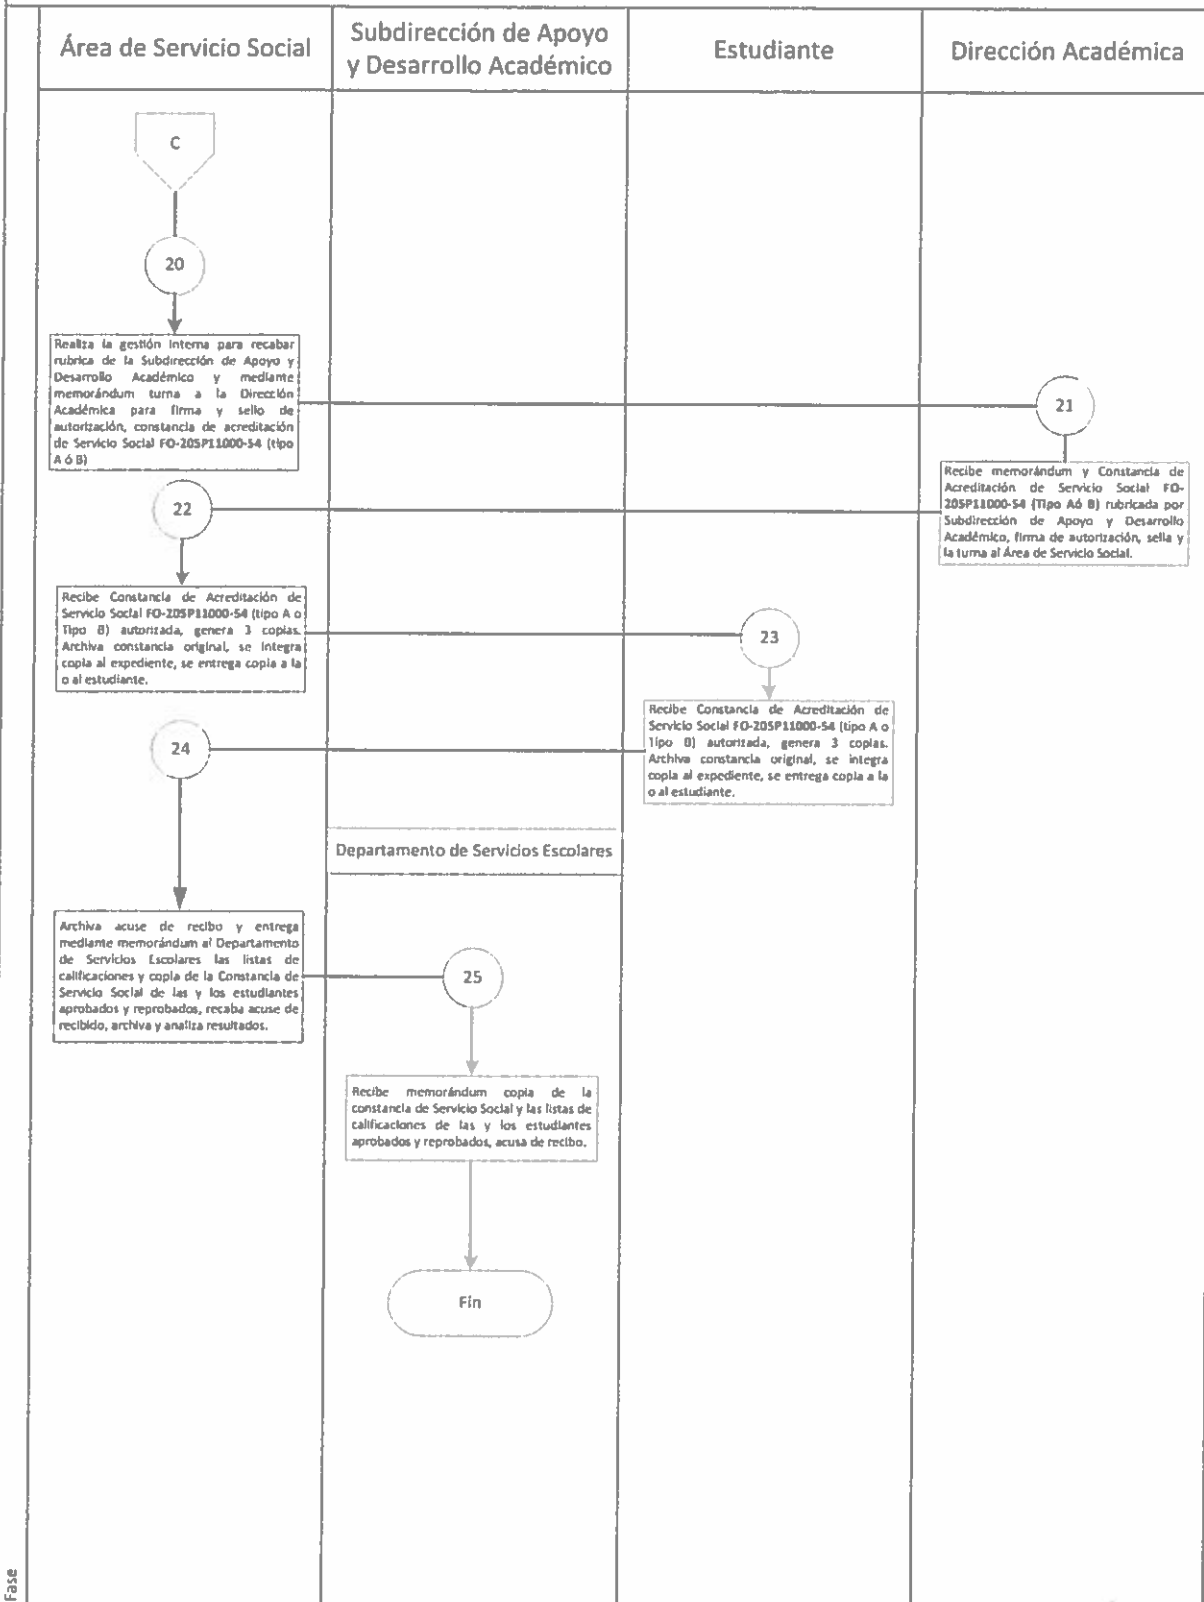 Área de Servicio Social
Subdirección de Apoyo
y Desarrollo Académico
Estudiante
Dirección Académica
C
20
Realiza la gestión interna para recabar
rubrica de la Subdirección de Apoyo y
Desarrollo Académico y mediante
memorándum turna a la Dirección
Académica para firma y sello de
autorización, constancia de acreditación
de Servicio Social FO-205P11000-54 (tipo
A ó B)
21
Recibe memorándum y Constancia de
Acreditación de Servicio Social FO-
205P11000-54 (Tipo Aó B) rubricada por
Subdirección de Apoyo y Desarrollo
Académico, firma de autorización, sella y
la turna al Área de Servicio Social.
22
Recibe Constancia de Acreditación de
Servicio Social FO-205P11000-54 (tipo A o
Tipo B) autorizada, genera 3 copias.
Archiva constancia original, se integra
copia al expediente, se entrega copia a la
o al estudiante.
23
Recibe Constancia de Acreditación de
Servicio Social FO-205P11000-54 (tipo A o
Tipo B) autorizada, genera 3 copias.
Archiva constancia original, se integra
copia al expediente, se entrega copia a la
o al estudiante.
24
Departamento de Servicios Escolares
Archiva acuse de recibo y entrega
mediante memorándum al Departamento
de Servicios Escolares las listas de
calificaciones y copia de la Constancia de
Servicio Social de las y los estudiantes
aprobados y reprobados, recaba acuse de
recibido, archiva y analiza resultados.
25
Recibe memorándum copia de la
constancia de Servicio Social y las listas de
calificaciones de las y los estudiantes
aprobados y reprobados, acusa de recibo.
Fin
Fase